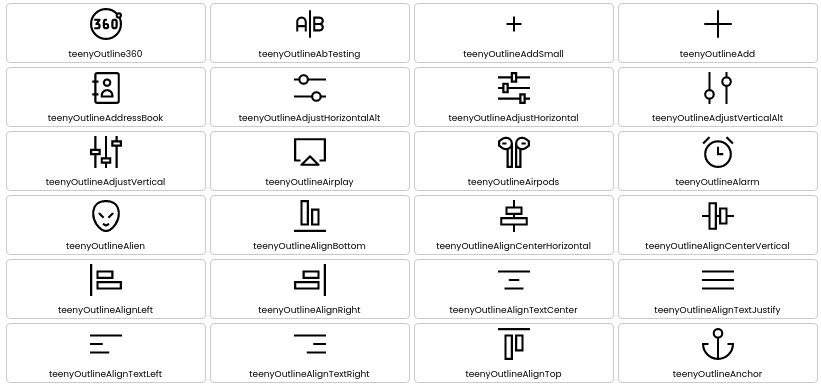 360
A|B
teenyOutline360
teenyOutlineAbTesting
teenyOutlineAddSmall
teenyOutlineAdd
teenyOutlineAddressBook
teenyOutlineAdjustHorizontalAlt
teenyOutlineAdjustHorizontal
teenyOutlineAdjustVerticalAlt
teenyOutlineAdjustVertical
teenyOutlineAirplay
teenyOutlineAirpods
teenyOutlineAlarm
teenyOutlineAlien
teenyOutlineAlignBottom
teenyOutlineAlignCenterHorizontal
teenyOutlineAlignCenterVertical
teenyOutlineAlignLeft
teenyOutlineAlignRight
teenyOutlineAlignTextCenter
teenyOutlineAlignTextJustify
teenyOutlineAlignTextLeft
teenyOutlineAlignTextRight
teenyOutlineAlignTop
teenyOutlineAnchor